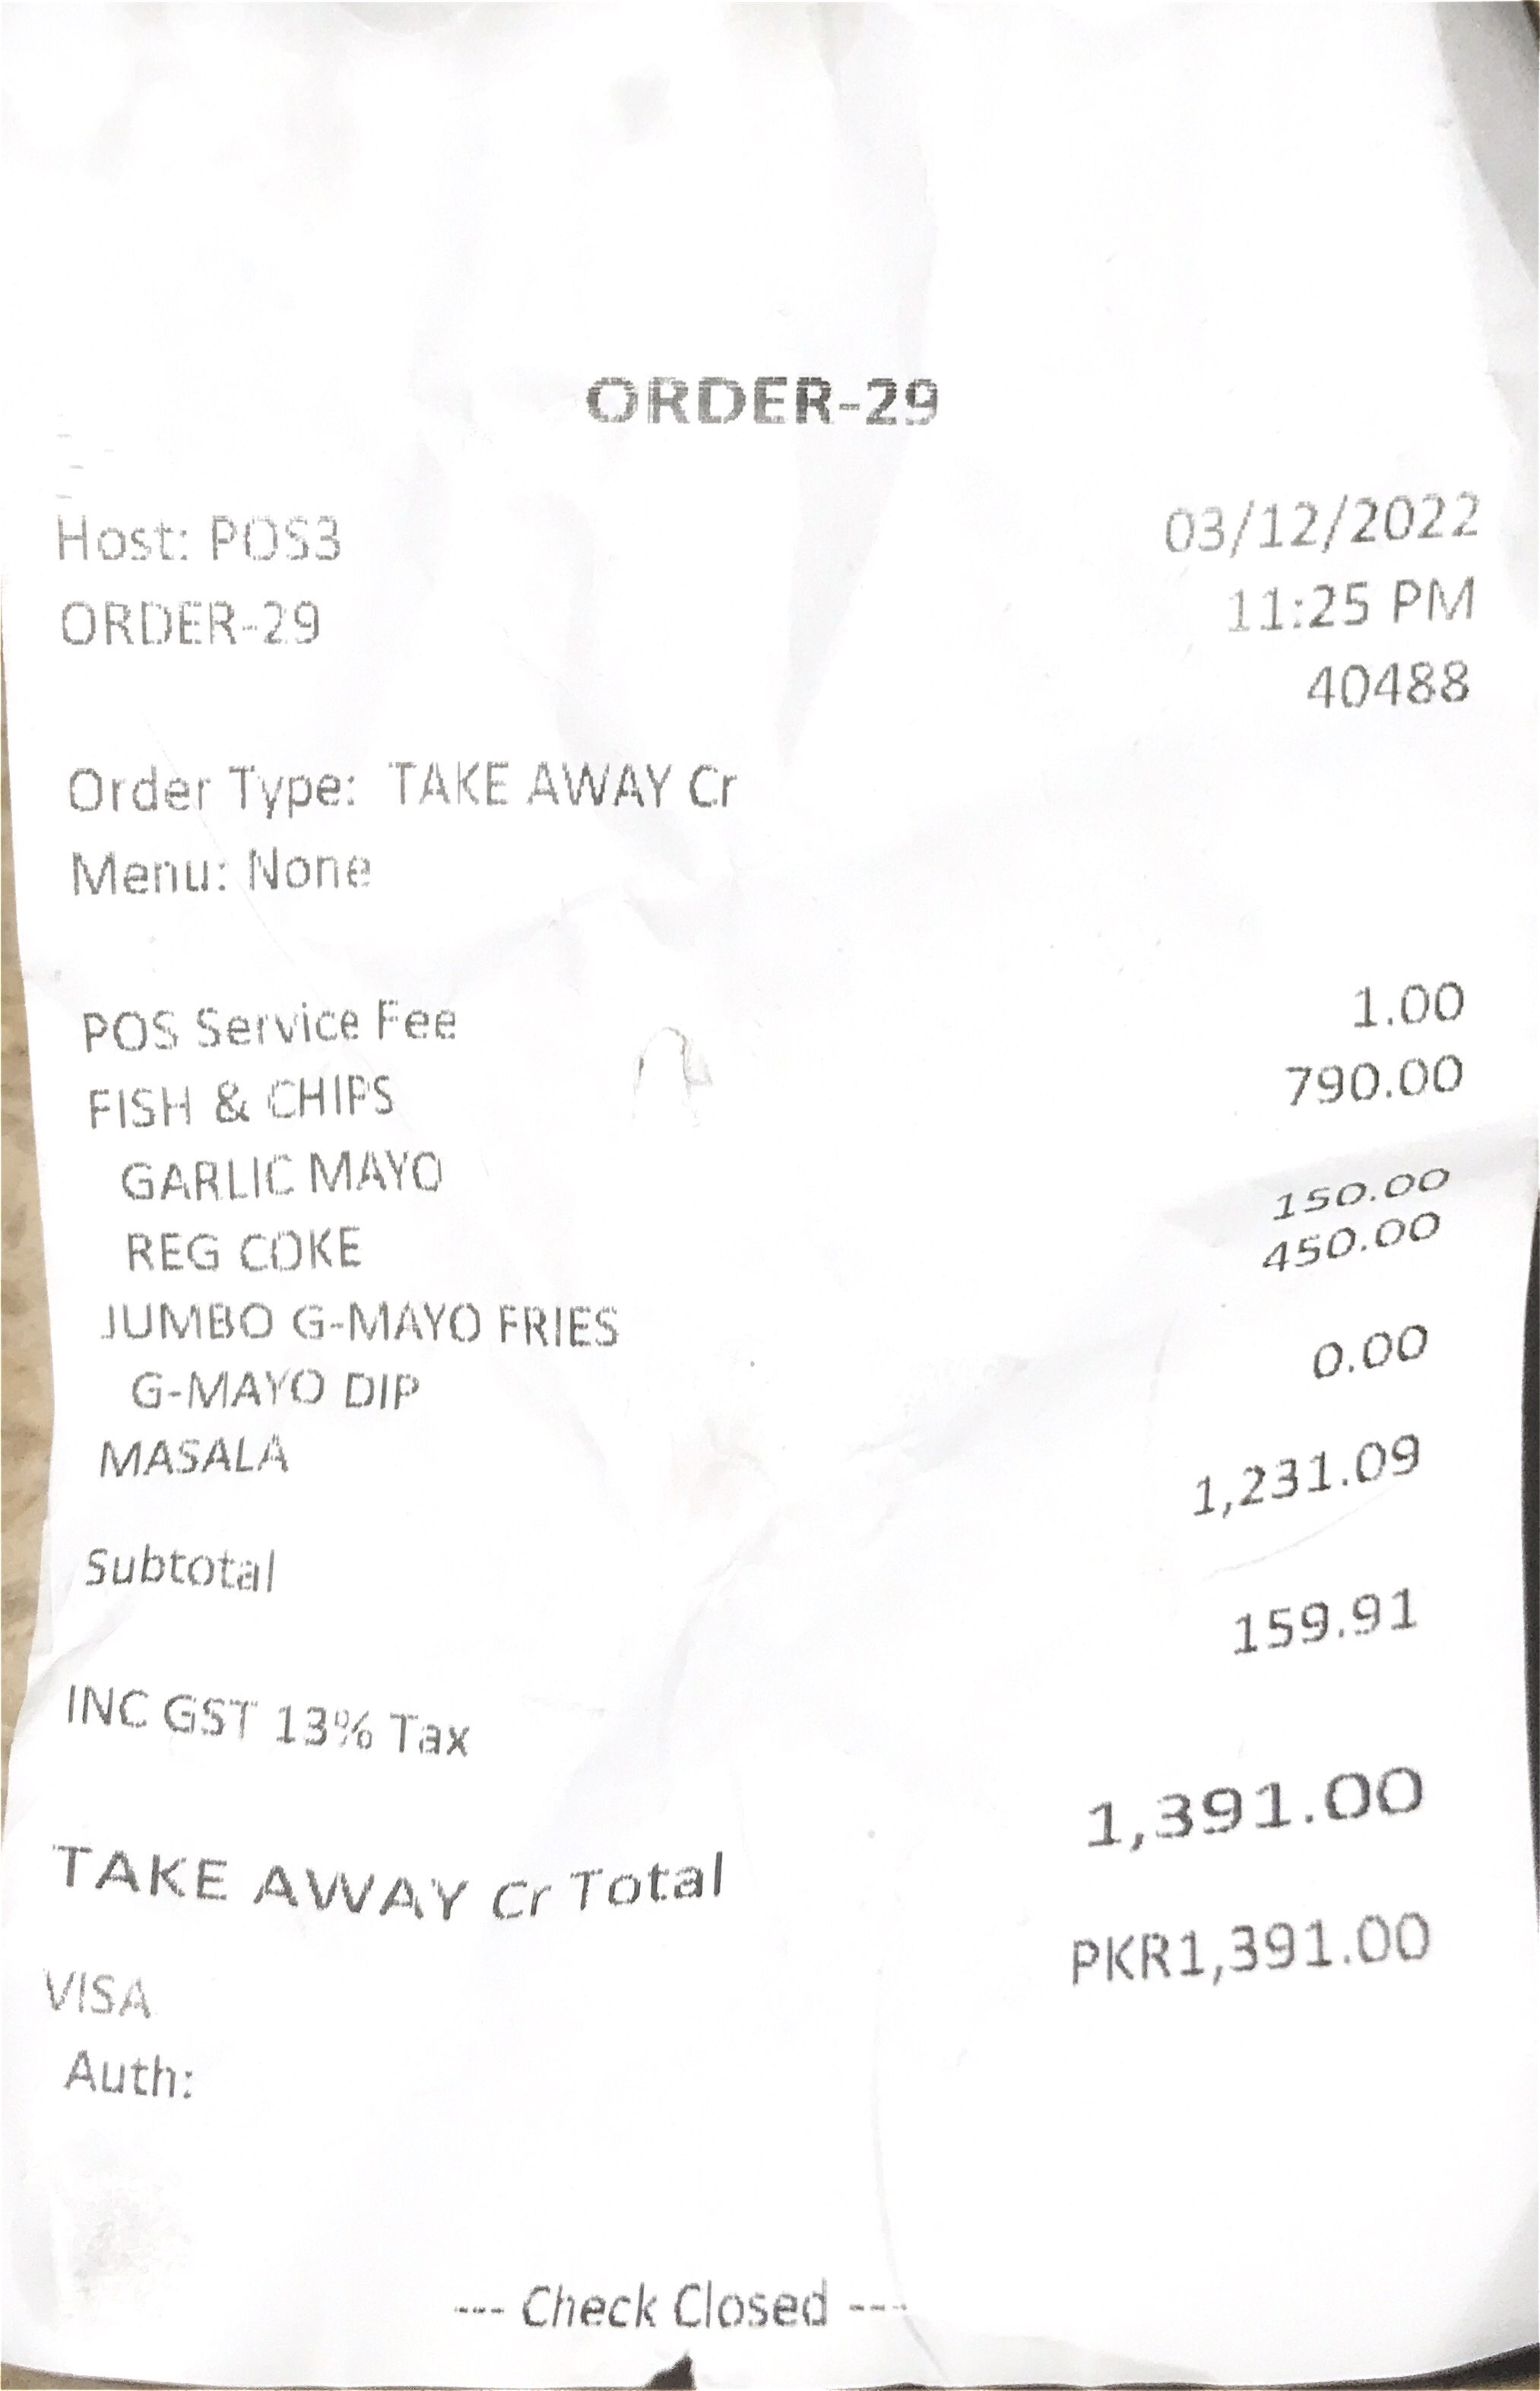 ORDER-29
Host: POS3 03/12/2022
ORDER-29 11:25 PM
40488
Order Type: TAKE AWAY Cr
Menu: None
POS Service Fee 1.00
FISH & CHIPS 790.00
GARLIC MAYO
REG COKE 150.00
JUMBO G-MAYO FRIES 450.00
G-MAYO DIP
MASALA 0.00
Subtotal 1,231.09
INC GST 13% Tax 159.91
TAKE AWAY Cr Total 1,391.00
VISA PKR1,391.00
Auth:
--- Check Closed ---